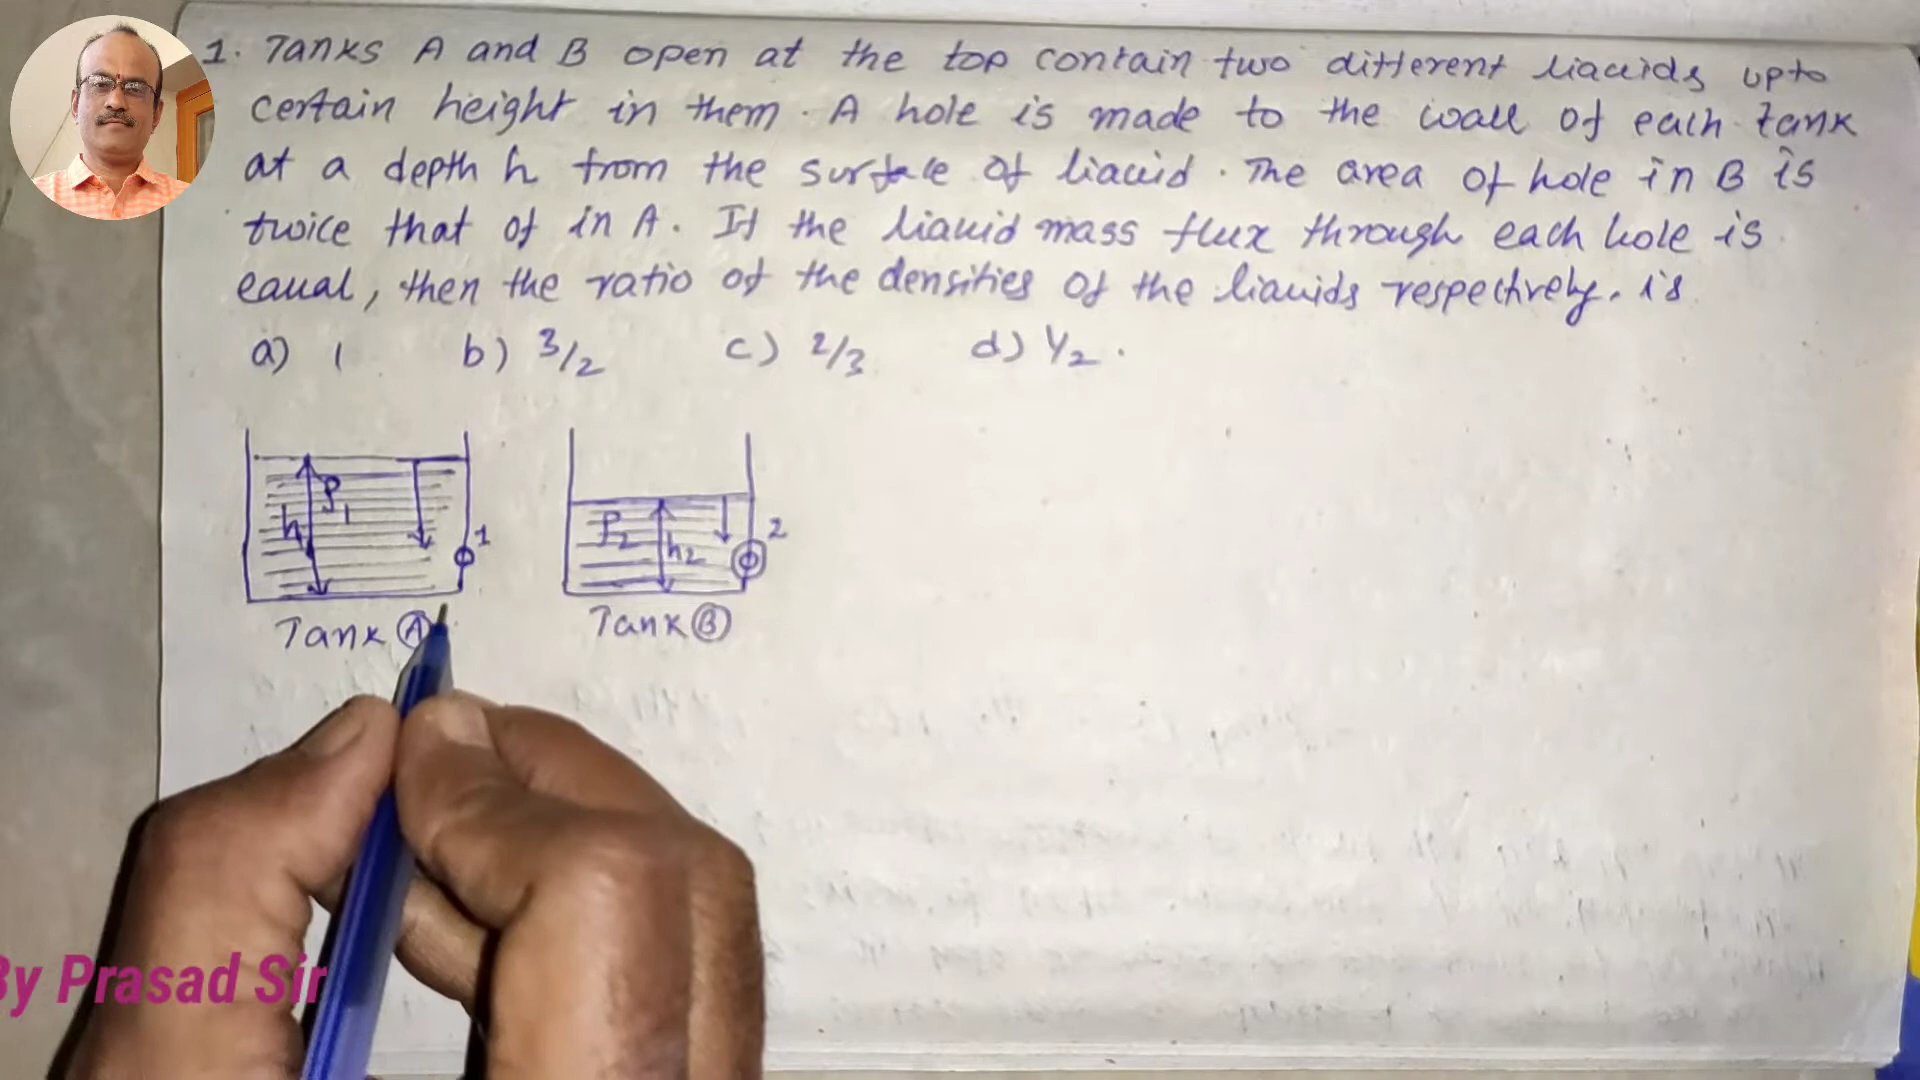 1. Tanks A and B open at the top contain two different liquids upto
certain height in them. A hole is made to the wall of each tank
at a depth h from the surface of liquid. The area of hole in B is
twice that of in A. If the liquid mass flux through each hole is
equal, then the ratio of the densities of the liquids respectively, is
a) 1 b) 3/2 c) 2/3 d) 1/2.
ρ1
h
1
Tank A
ρ2
h2
2
Tank B
By Prasad Sir